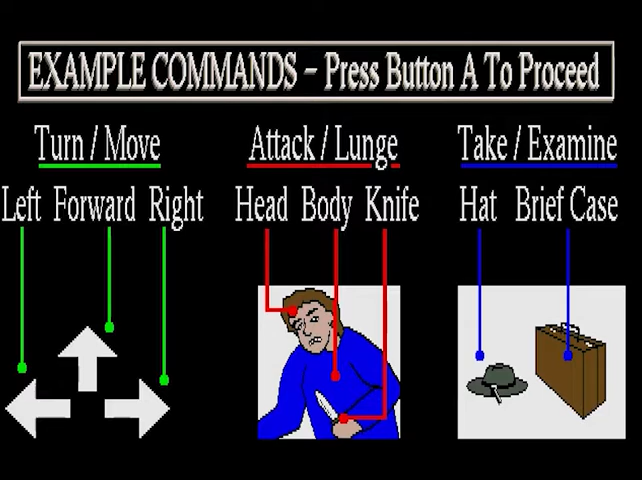 EXAMPLE COMMANDS - Press Button A To Proceed
Turn / Move Attack / Lunge Take / Examine
Left Forward Right Head Body Knife Hat Brief Case